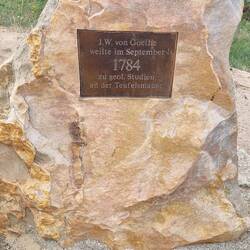 J.W. von Goethe
weilte im September
1784
zu geol. Studien
an der Teufelsmauer